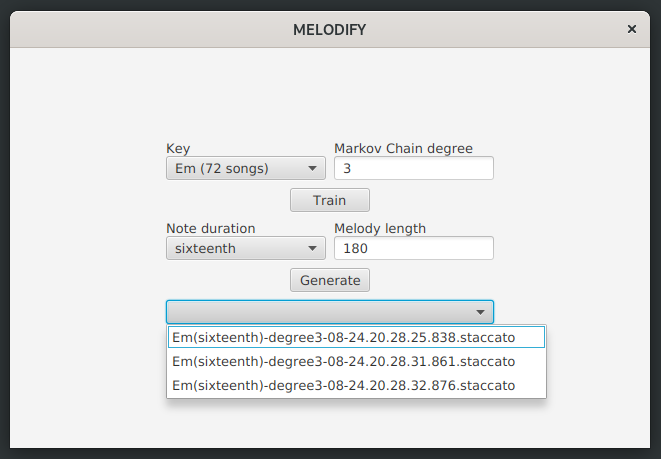 MELODIFY ×
Key Markov Chain degree
Em (72 songs) 3
Train
Note duration Melody length
sixteenth 180
Generate
Em(sixteenth)-degree3-08-24.20.28.25.838.staccato
Em(sixteenth)-degree3-08-24.20.28.31.861.staccato
Em(sixteenth)-degree3-08-24.20.28.32.876.staccato